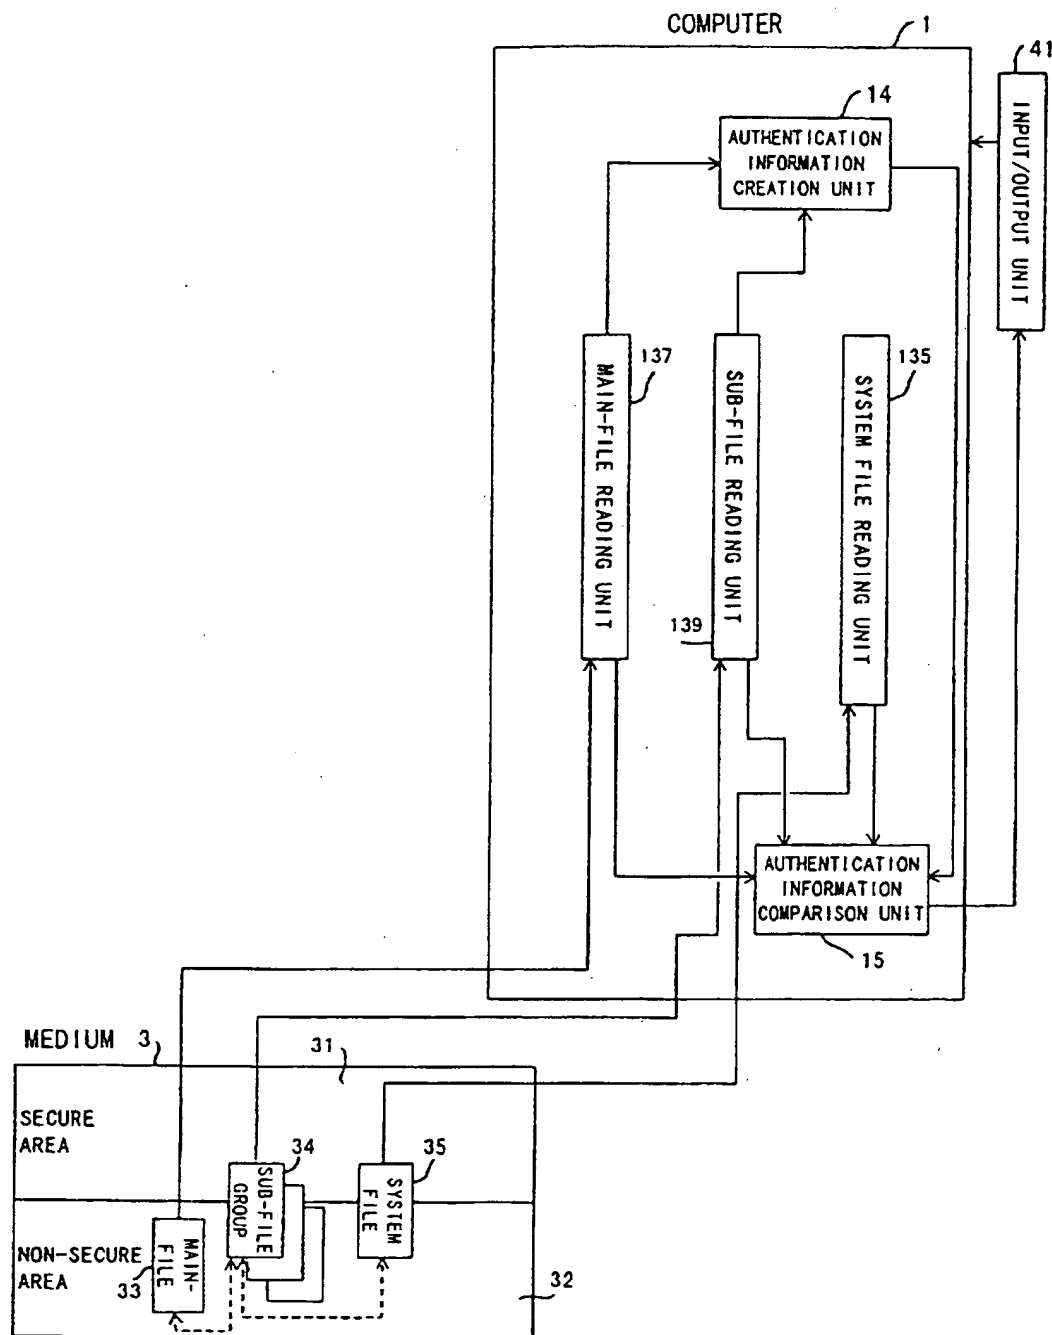 COMPUTER
1
41
INPUT/OUTPUT UNIT
14
AUTHENTICATION
INFORMATION
CREATION UNIT
137
MAIN-FILE READING UNIT
SUB-FILE READING UNIT
139
135
SYSTEM FILE READING UNIT
AUTHENTICATION
INFORMATION
COMPARISON UNIT
15
MEDIUM
3
31
SECURE
AREA
34
SUB-FILE
GROUP
35
SYSTEM
FILE
NON-SECURE
AREA
MAIN-
FILE
33
32